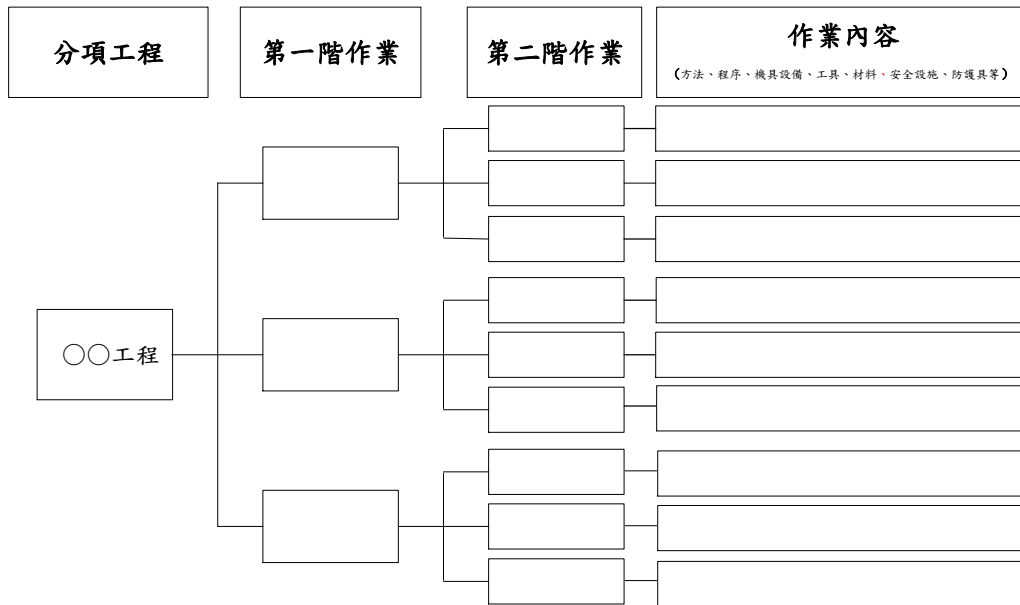 分項工程
第一階作業
第二階作業
作業內容
(方法、程序、機具設備、工具、材料、安全設施、防護具等)
○○工程